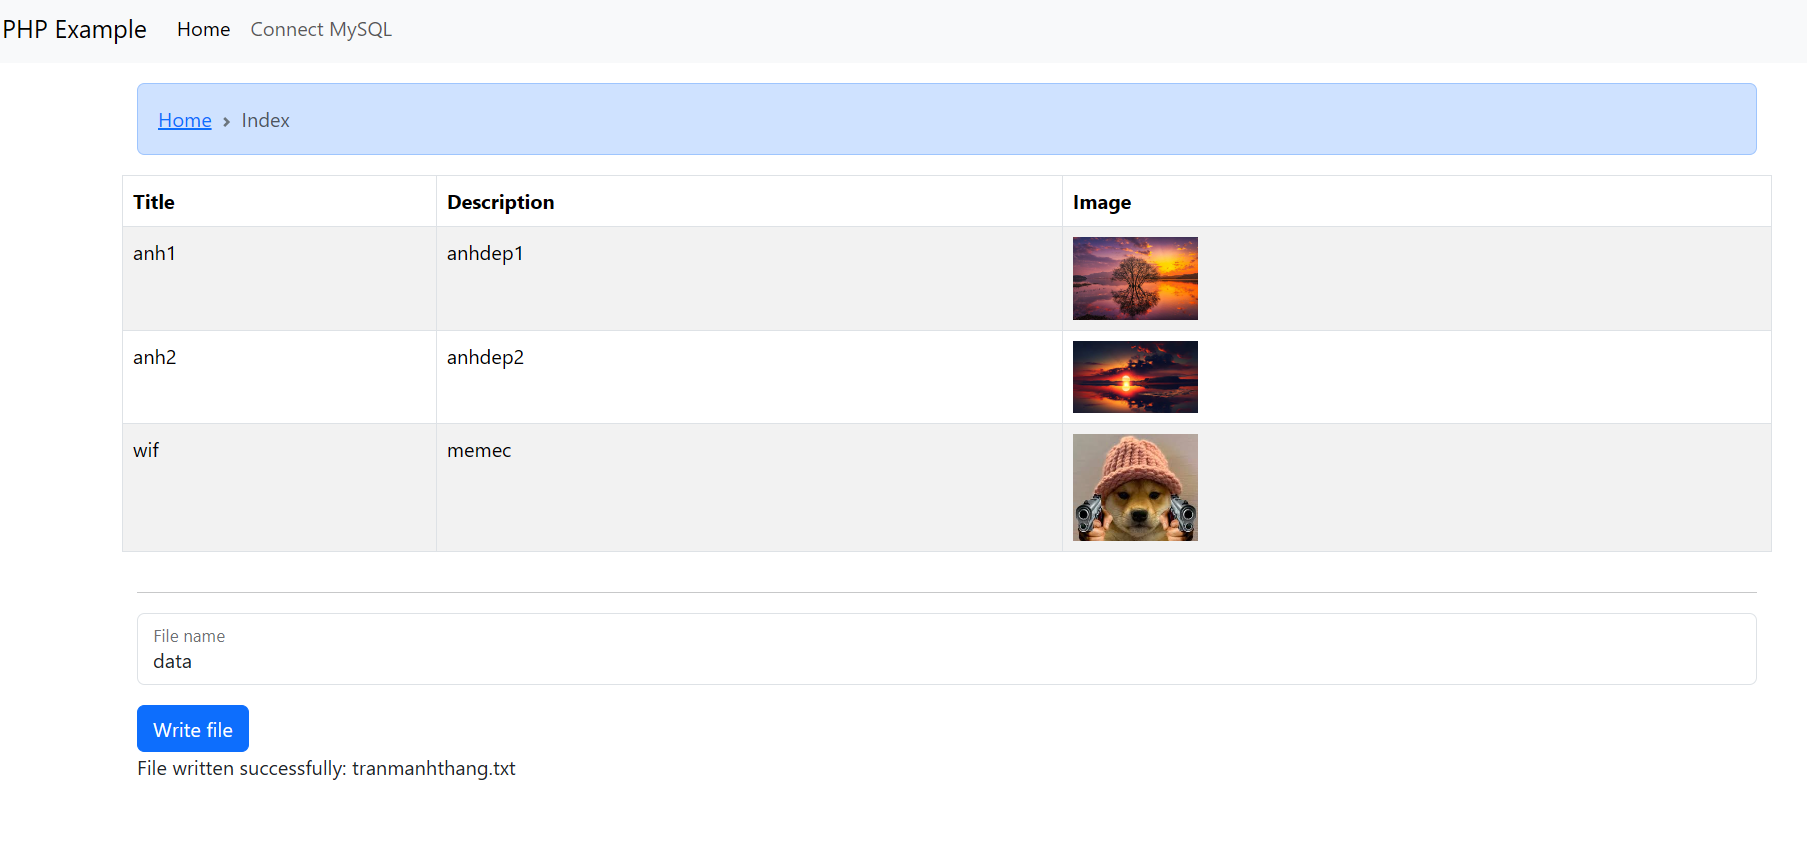 PHP Example Home Connect MySQL
Home > Index
Title Description Image
anh1 anhdep1
anh2 anhdep2
wif memec
File name
data
Write file
File written successfully: tranmanhthang.txt